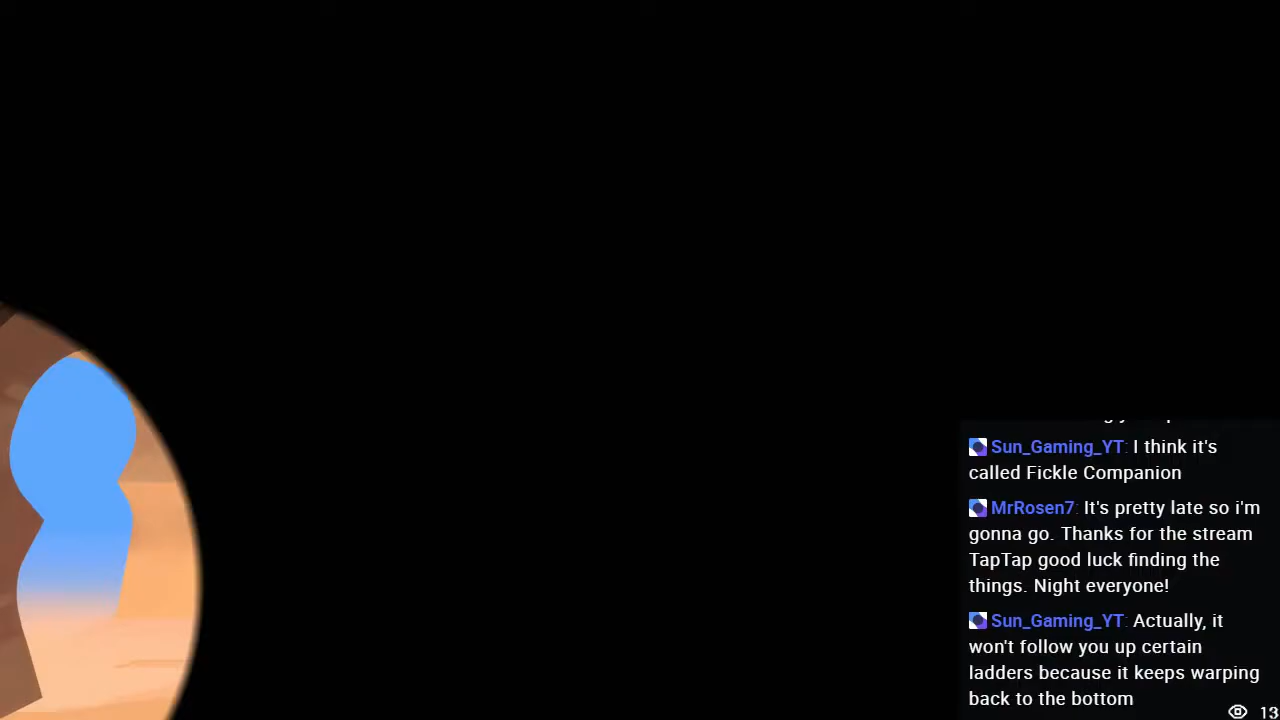 Sun_Gaming_YT: I think it's
called Fickle Companion
MrRosen7: It's pretty late so i'm
gonna go. Thanks for the stream
TapTap good luck finding the
things. Night everyone!
Sun_Gaming_YT: Actually, it
won't follow you up certain
ladders because it keeps warping
back to the bottom
13